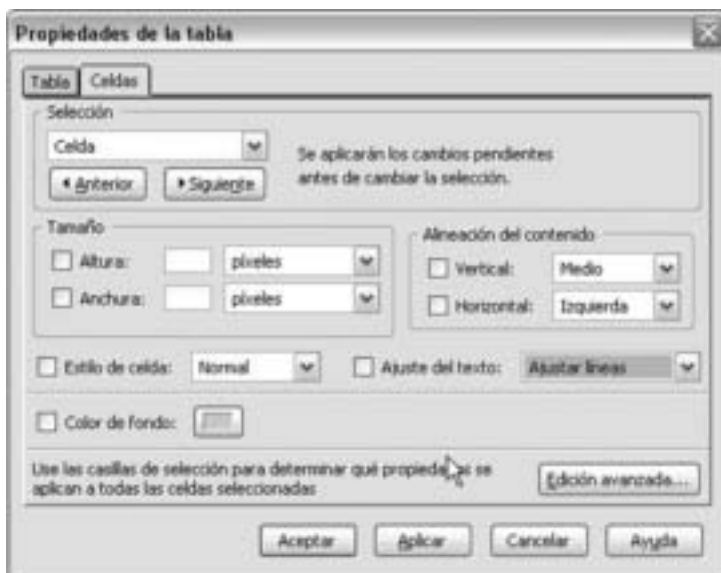 Propiedades de la tabla
Tabla Celdas
Selección
Celda
Anterior Siguiente
Se aplicarán los cambios pendientes
antes de cambiar la selección.
Tamaño
Altura: píxeles
Anchura: píxeles
Alineación del contenido
Vertical: Medio
Horizontal: Izquierda
Estilo de celda: Normal Ajuste del texto: Ajustar líneas
Color de fondo:
Use las casillas de selección para determinar qué propiedades se
aplican a todas las celdas seleccionadas
Edición avanzada...
Aceptar Aplicar Cancelar Ayuda